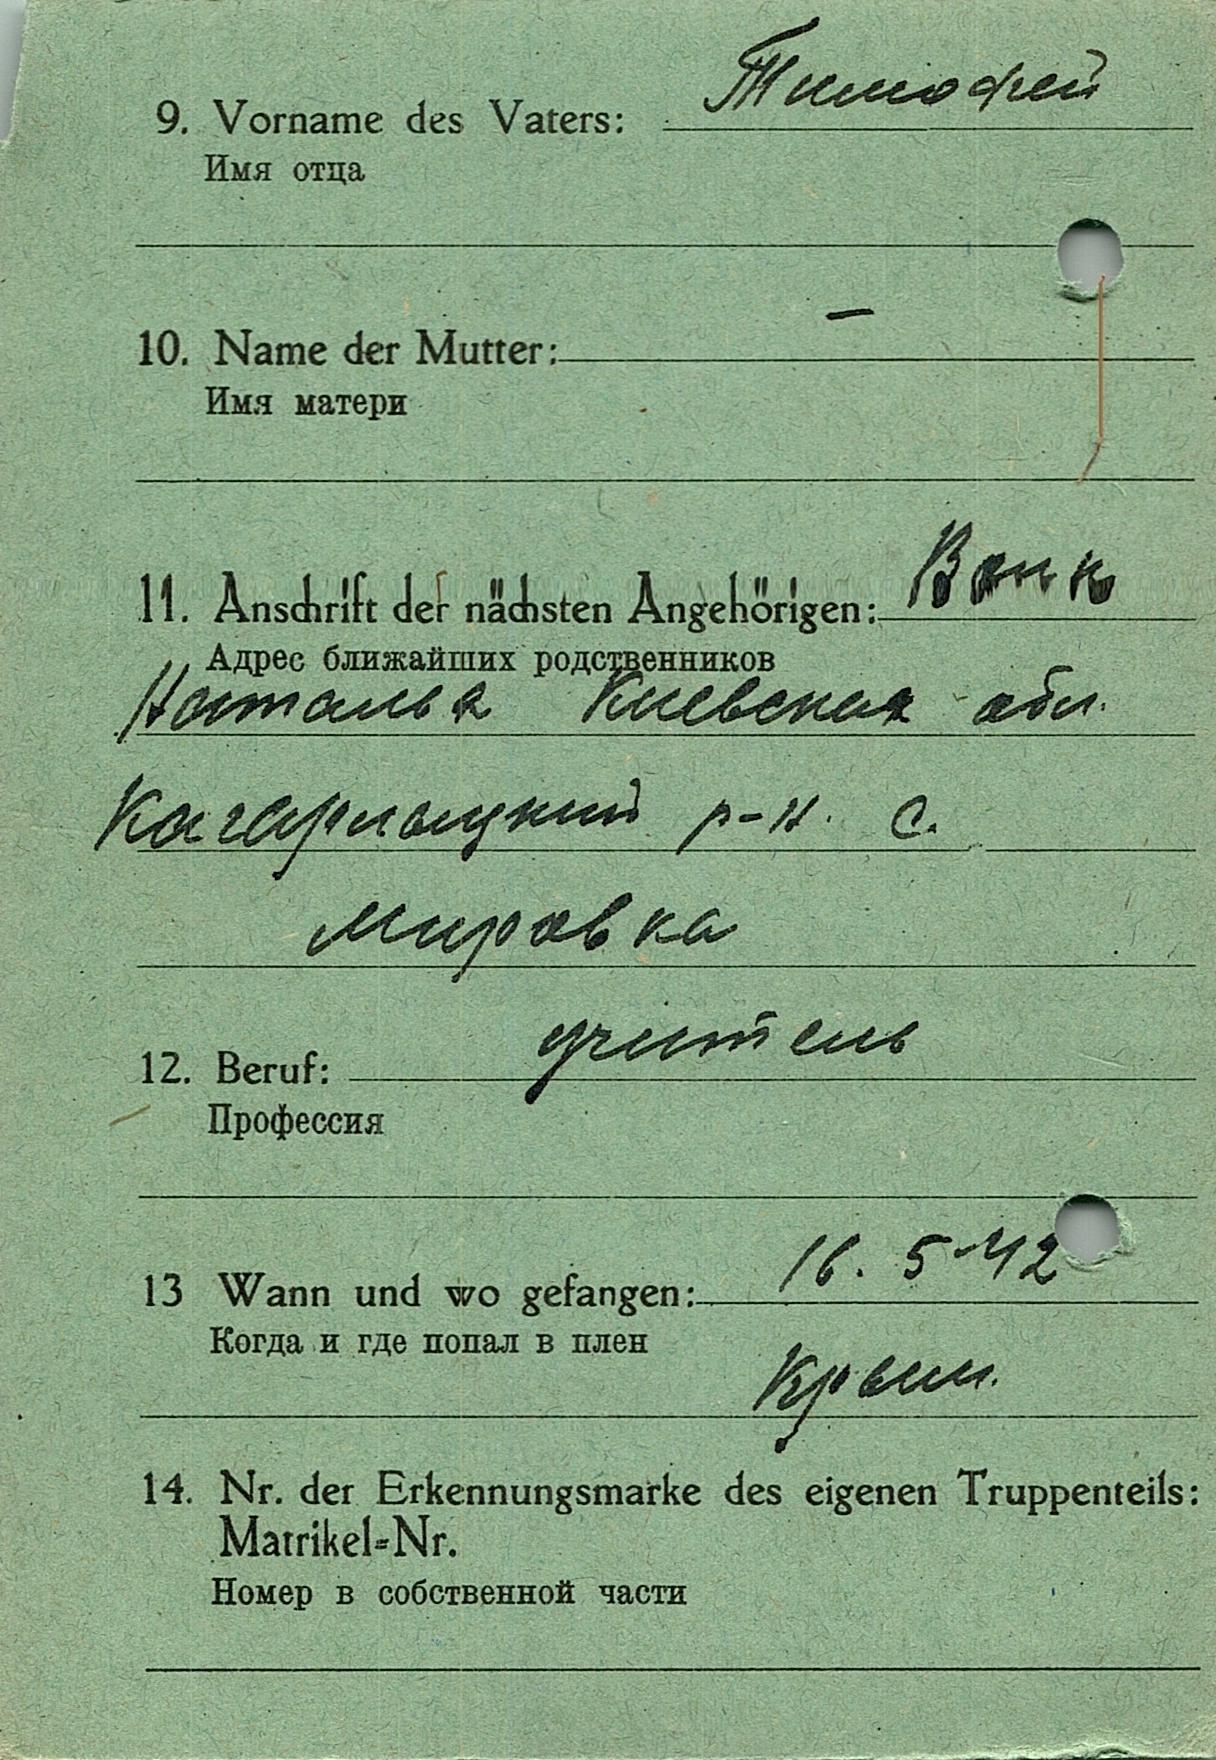 9. Vorname des Vaters: Тимофей
Имя отца
10. Name der Mutter: —
Имя матери
11. Anschrift der nächsten Angehörigen:
Адрес ближайших родственников
Наталья Киевская обл.
Кагарлыцкий р-н. с.
Мировка
12. Beruf: учитель
Профессия
13 Wann und wo gefangen: 16. 5-42
Когда и где попал в плен
Крым.
14. Nr. der Erkennungsmarke des eigenen Truppenteils:
Matrikel=Nr.
Номер в собственной части